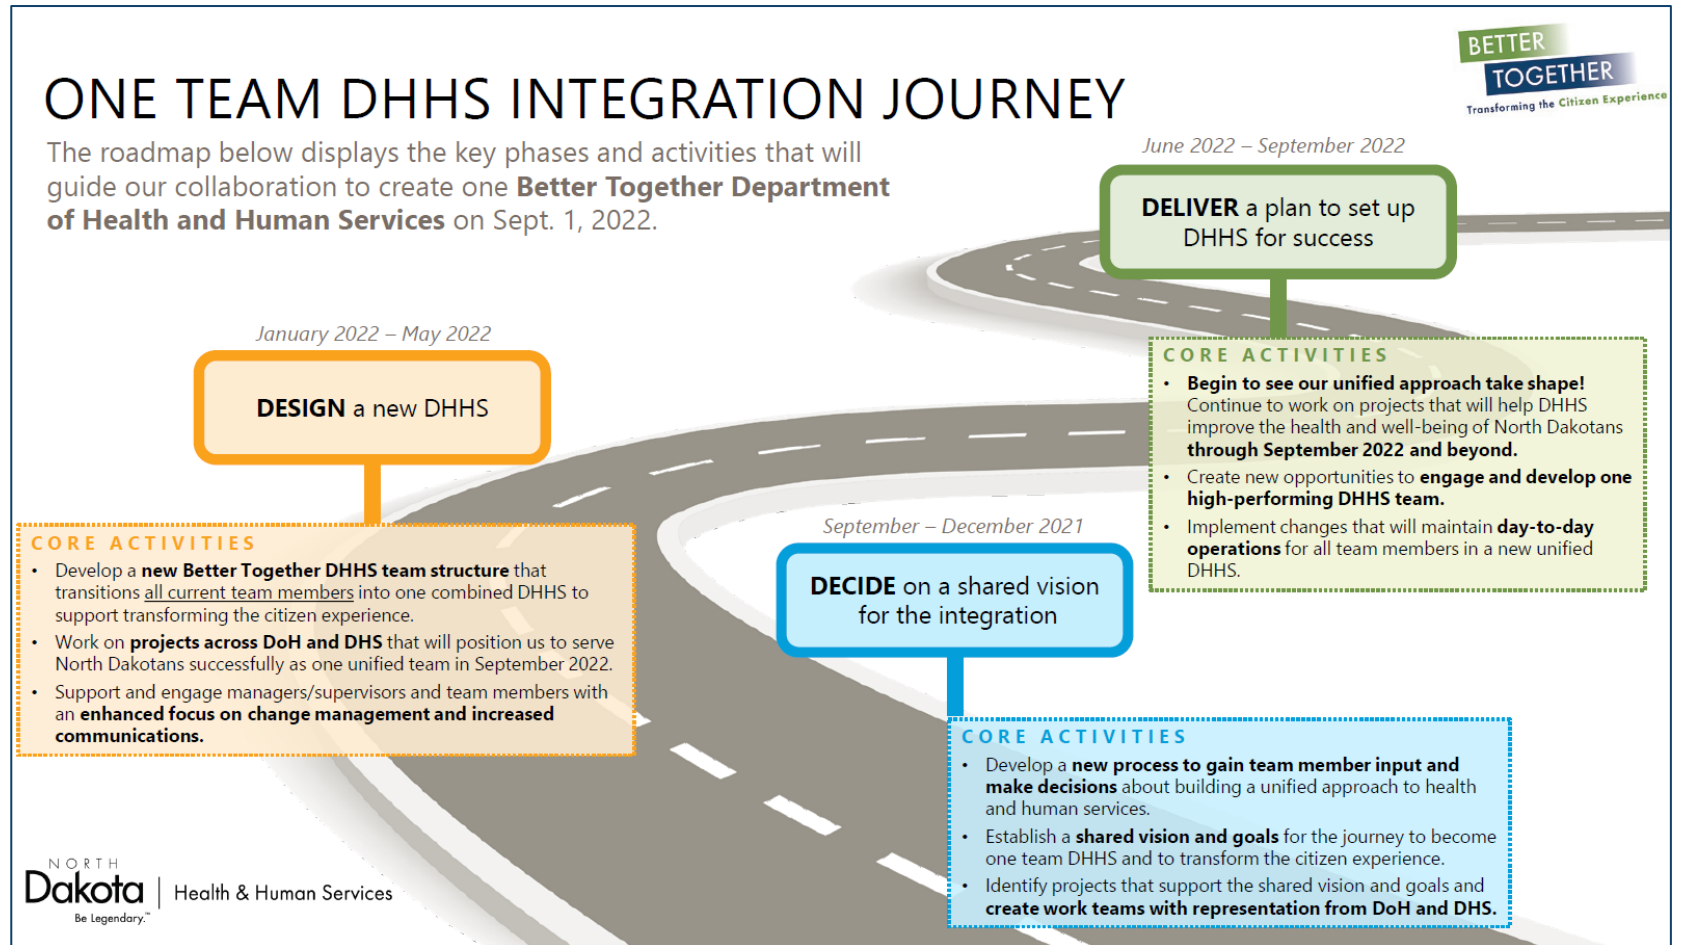 BETTER
TOGETHER
Transforming the Citizen Experience
ONE TEAM DHHS INTEGRATION JOURNEY
The roadmap below displays the key phases and activities that will
guide our collaboration to create one Better Together Department
of Health and Human Services on Sept. 1, 2022.
June 2022 – September 2022
DELIVER a plan to set up
DHHS for success
CORE ACTIVITIES
• Begin to see our unified approach take shape!
Continue to work on projects that will help DHHS
improve the health and well-being of North Dakotans
through September 2022 and beyond.
• Create new opportunities to engage and develop one
high-performing DHHS team.
• Implement changes that will maintain day-to-day
operations for all team members in a new unified
DHHS.
January 2022 – May 2022
DESIGN a new DHHS
CORE ACTIVITIES
• Develop a new Better Together DHHS team structure that
transitions all current team members into one combined DHHS to
support transforming the citizen experience.
• Work on projects across DoH and DHS that will position us to serve
North Dakotans successfully as one unified team in September 2022.
• Support and engage managers/supervisors and team members with
an enhanced focus on change management and increased
communications.
September – December 2021
DECIDE on a shared vision
for the integration
CORE ACTIVITIES
• Develop a new process to gain team member input and
make decisions about building a unified approach to health
and human services.
• Establish a shared vision and goals for the journey to become
one team DHHS and to transform the citizen experience.
• Identify projects that support the shared vision and goals and
create work teams with representation from DoH and DHS.
NORTH
Dakota | Health & Human Services
Be Legendary.™